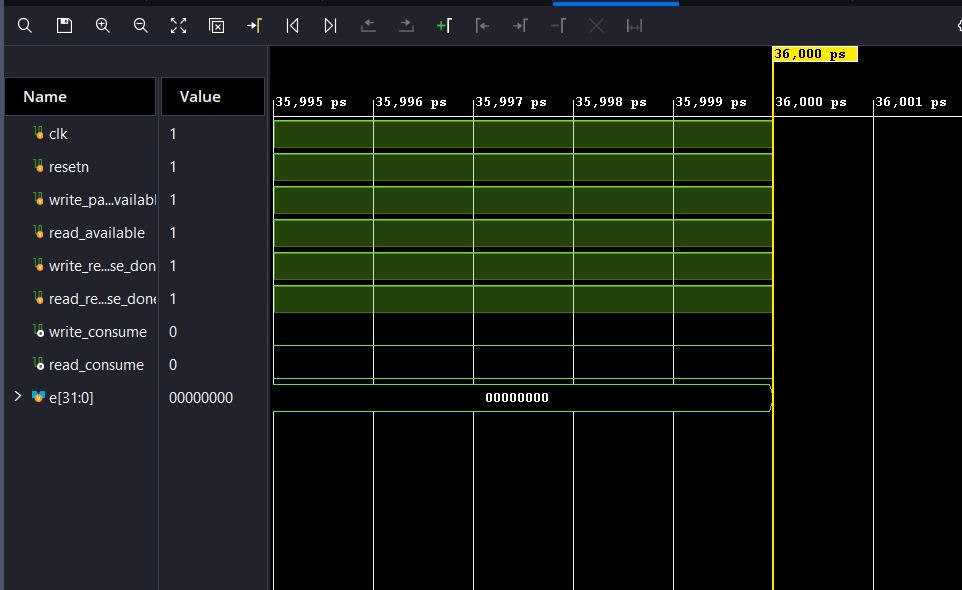 36,000 ps
Name Value
35,995 ps 35,996 ps 35,997 ps 35,998 ps 35,999 ps 36,000 ps 36,001 ps
clk 1
resetn 1
write_pa...vailabl 1
read_available 1
write_re...se_don 1
read_re...se_done 1
write_consume 0
read_consume 0
e[31:0] 00000000 00000000